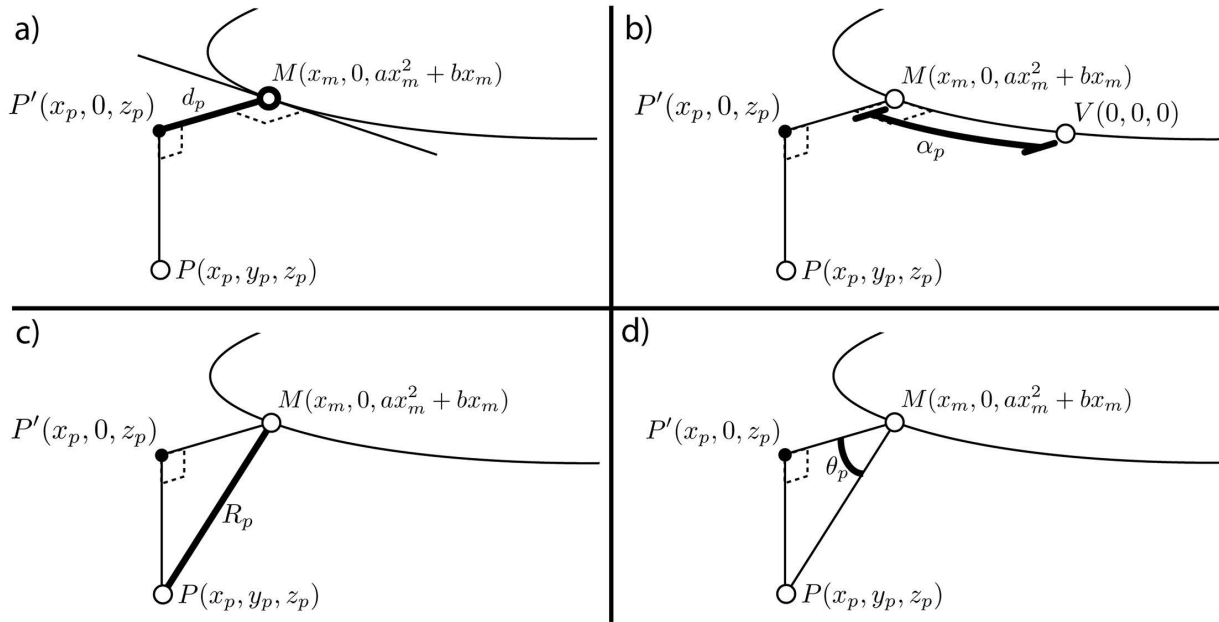 a)
M(x_m, 0, ax_m^2 + bx_m)
d_p
P′(x_p, 0, z_p)
P(x_p, y_p, z_p)
b)
M(x_m, 0, ax_m^2 + bx_m)
P′(x_p, 0, z_p)
V(0, 0, 0)
α_p
P(x_p, y_p, z_p)
c)
M(x_m, 0, ax_m^2 + bx_m)
P′(x_p, 0, z_p)
R_p
P(x_p, y_p, z_p)
d)
M(x_m, 0, ax_m^2 + bx_m)
P′(x_p, 0, z_p)
θ_p
P(x_p, y_p, z_p)